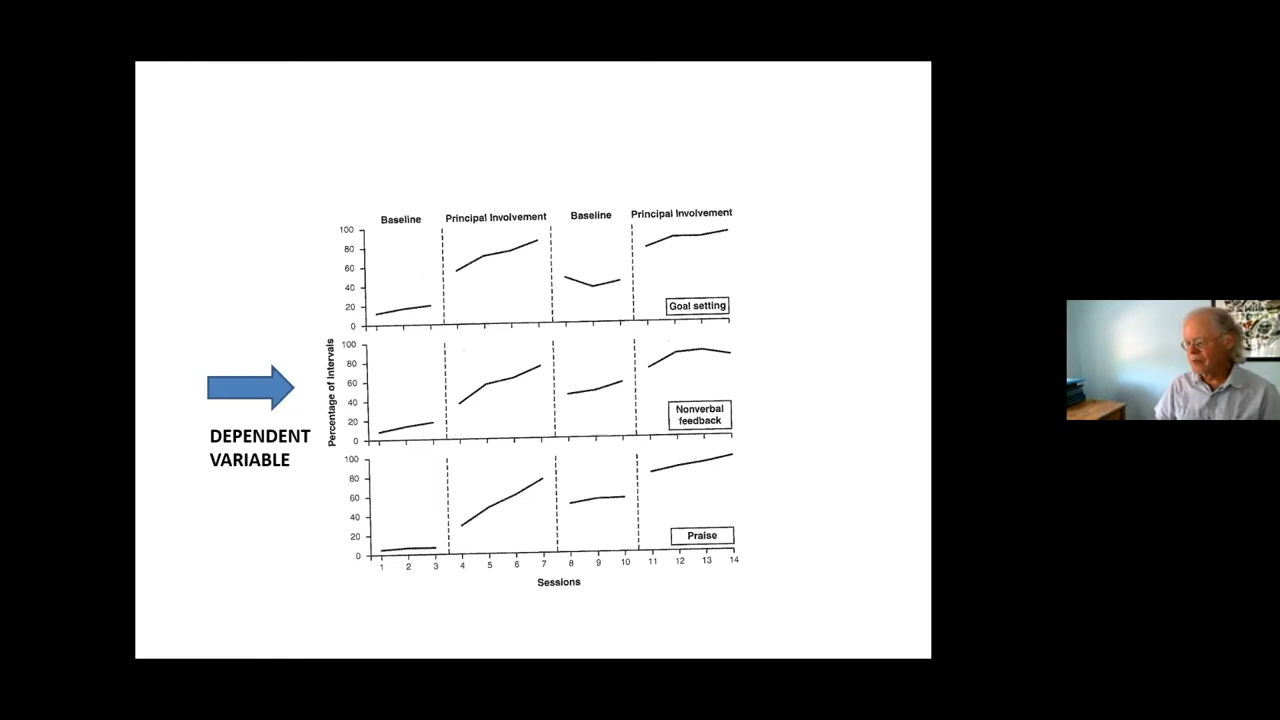 Baseline Principal Involvement Baseline Principal Involvement
100
80
60
40
20
0
Goal setting
100
80
60
40
20
0
Nonverbal
feedback
100
80
60
40
20
0
Praise
1 2 3 4 5 6 7 8 9 10 11 12 13 14
Sessions
Percentage of Intervals
DEPENDENT
VARIABLE